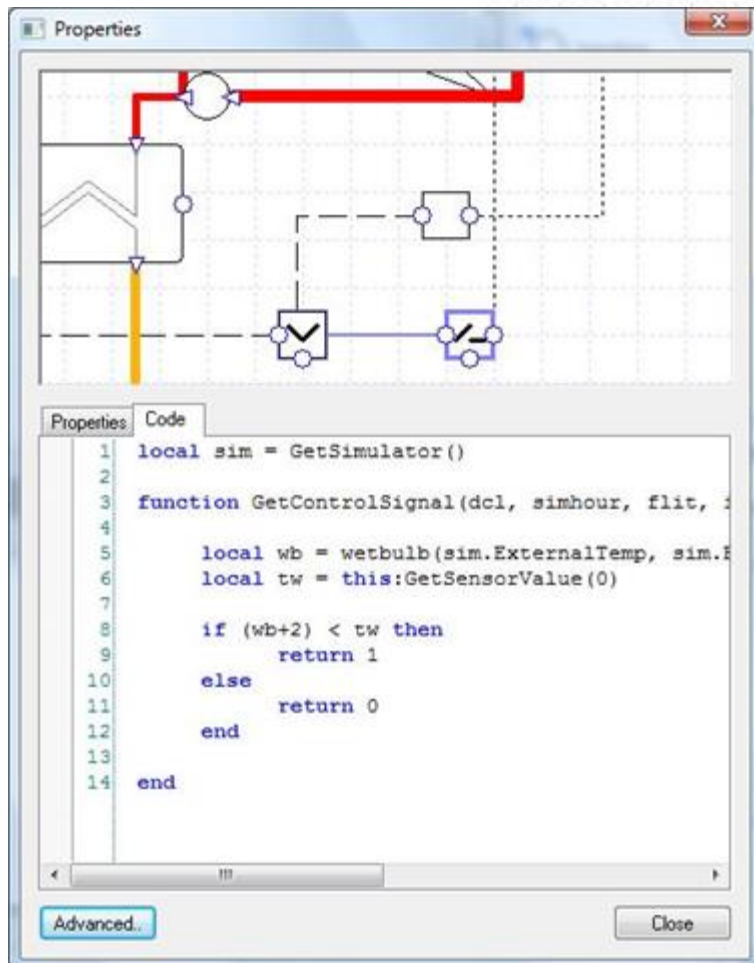 Properties
Properties Code
1 local sim = GetSimulator()
2
3 function GetControlSignal(dcl, simhour, flit,
4
5 local wb = wetbulb(sim.ExternalTemp, sim.
6 local tw = this:GetSensorValue(0)
7
8 if (wb+2) < tw then
9 return 1
10 else
11 return 0
12 end
13
14 end
Advanced.. Close